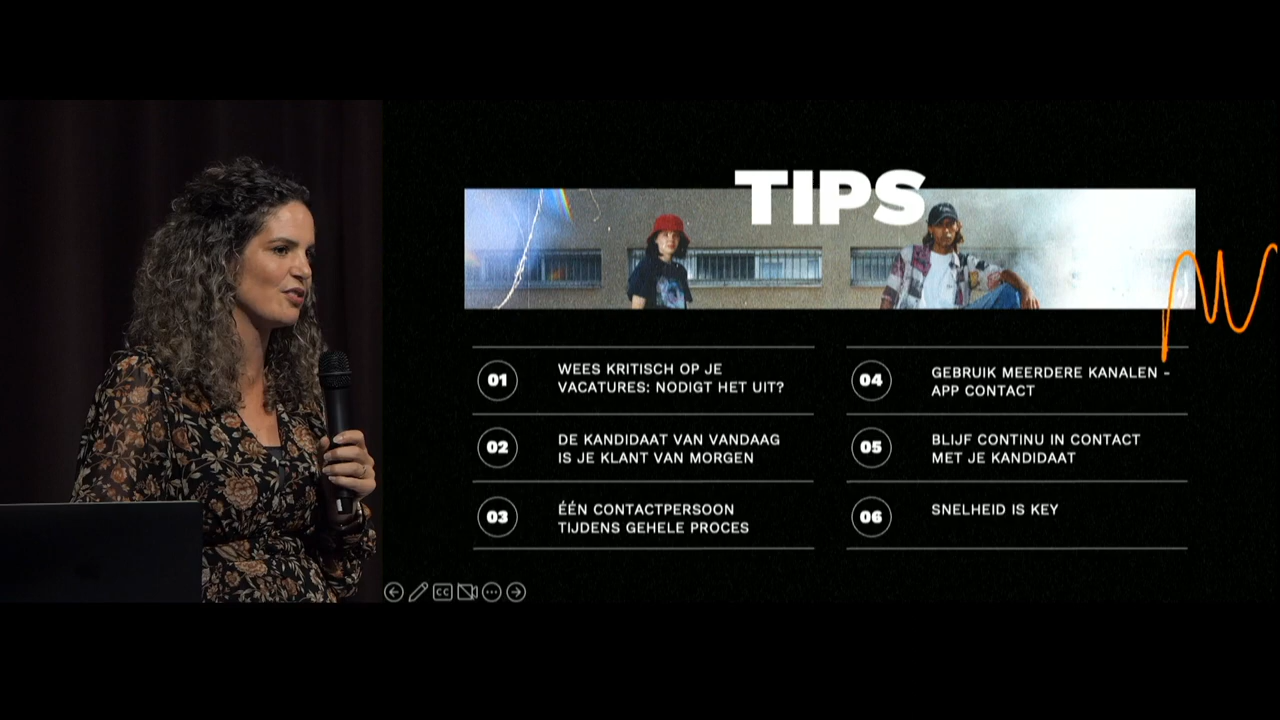 TIPS
01
WEES KRITISCH OP JE
VACATURES: NODIGT HET UIT?
02
DE KANDIDAAT VAN VANDAAG
IS JE KLANT VAN MORGEN
03
ÉÉN CONTACTPERSOON
TIJDENS GEHELE PROCES
04
GEBRUIK MEERDERE KANALEN -
APP CONTACT
05
BLIJF CONTINU IN CONTACT
MET JE KANDIDAAT
06
SNELHEID IS KEY
CC